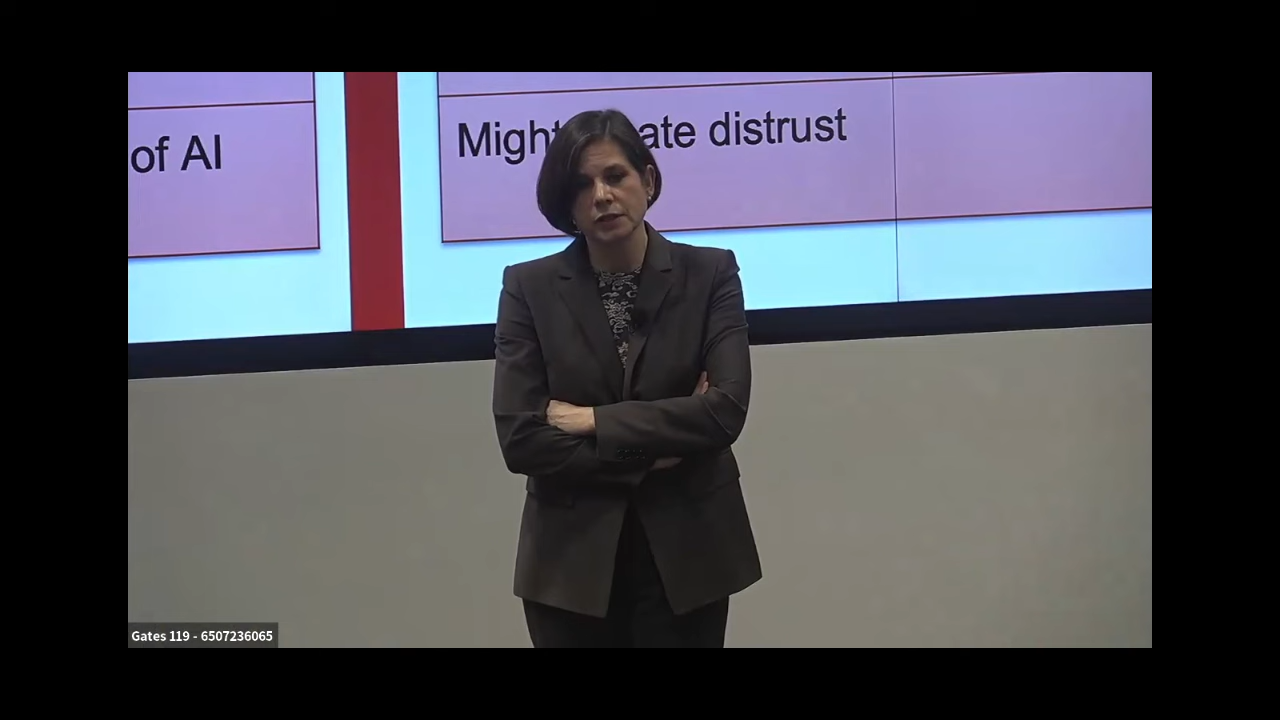 of AI
Might ate distrust
Gates 119 - 6507236065